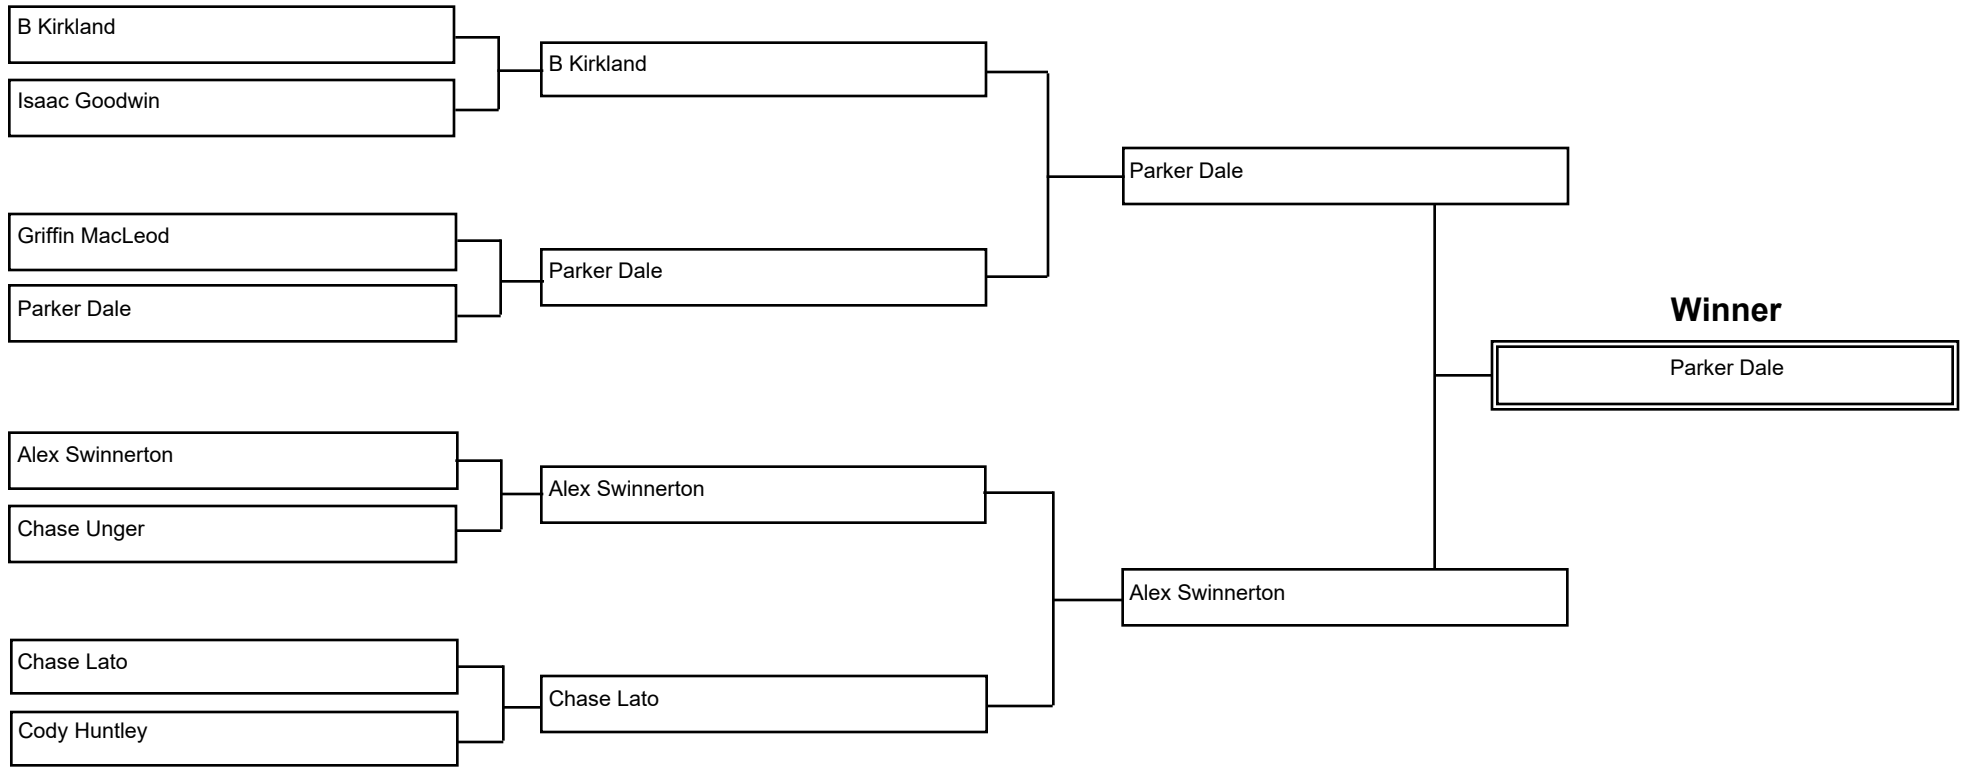 B Kirkland
Isaac Goodwin
Griffin MacLeod
Parker Dale
Alex Swinnerton
Chase Unger
Chase Lato
Cody Huntley
B Kirkland
Parker Dale
Alex Swinnerton
Chase Lato
Parker Dale
Alex Swinnerton
Winner
Parker Dale